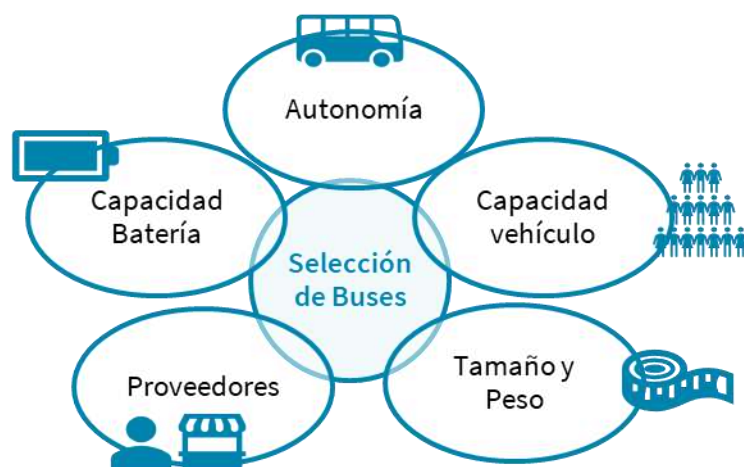 Autonomía
Capacidad
Batería
Capacidad
vehículo
Selección
de Buses
Proveedores
Tamaño y
Peso